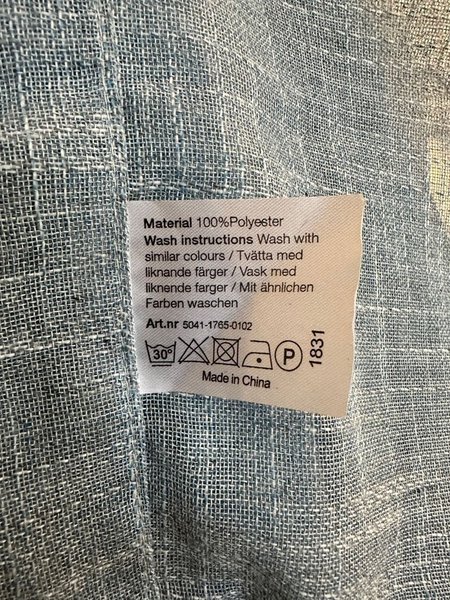 Material 100%Polyester
Wash instructions Wash with
similar colours / Tvätta med
liknande färger / Vask med
liknende farger / Mit ähnlichen
Farben waschen
Art.nr 5041-1765-0102
30° P
1831
Made in China